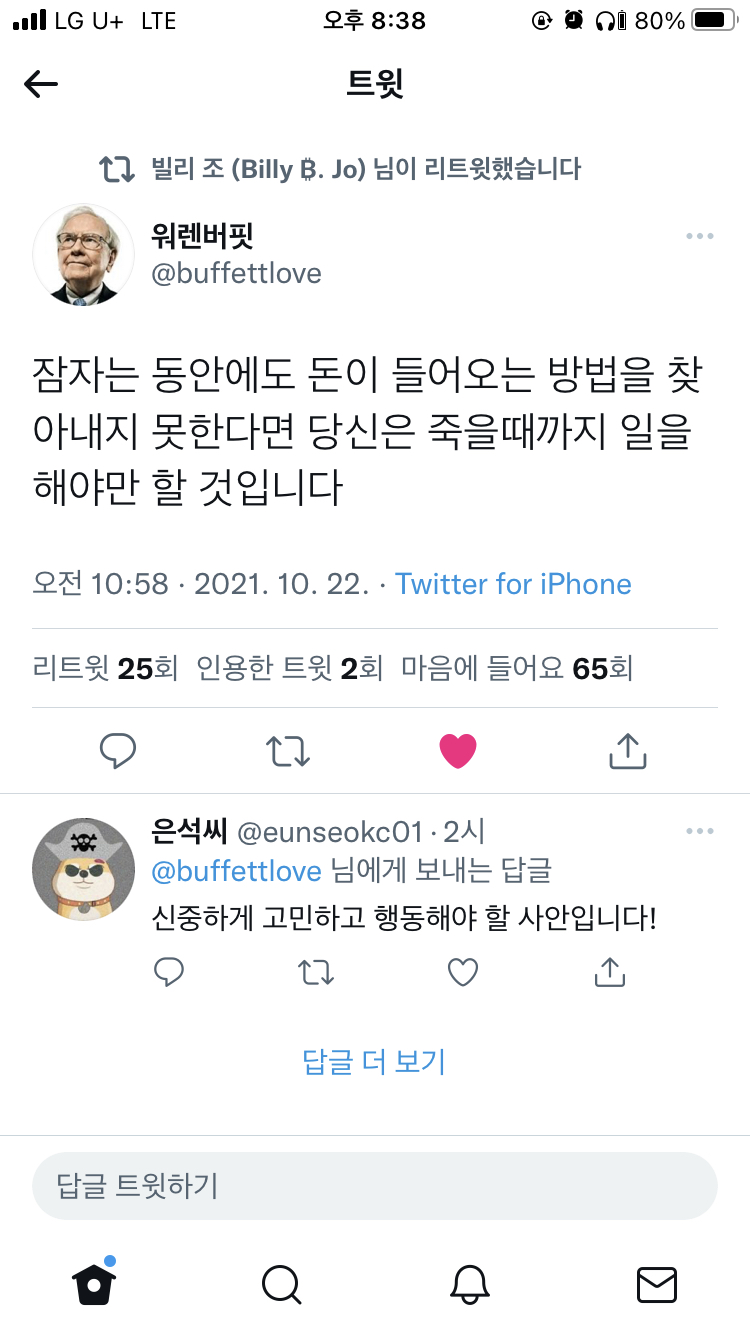 LG U+ LTE 오후 8:38 80%
트윗
빌리 조 (Billy ₿. Jo) 님이 리트윗했습니다
워렌버핏
@buffettlove
잠자는 동안에도 돈이 들어오는 방법을 찾
아내지 못한다면 당신은 죽을때까지 일을
해야만 할 것입니다
오전 10:58 · 2021. 10. 22. · Twitter for iPhone
리트윗 25회 인용한 트윗 2회 마음에 들어요 65회
은석씨 @eunseokc01 · 2시
@buffettlove 님에게 보내는 답글
신중하게 고민하고 행동해야 할 사안입니다!
답글 더 보기
답글 트윗하기